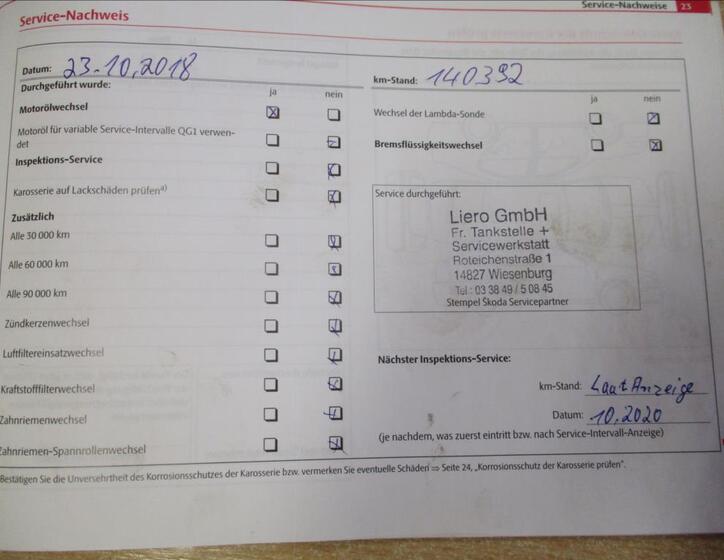 Service-Nachweise 23
Service-Nachweis
Datum: 23.10.2018
km-Stand: 140392
Durchgeführt wurde:
ja nein
ja nein
Motorölwechsel
Wechsel der Lambda-Sonde
Motoröl für variable Service-Intervalle QG1 verwen-
det
Bremsflüssigkeitswechsel
Inspektions-Service
Karosserie auf Lackschäden prüfen a)
Service durchgeführt:
Liero GmbH
Fr. Tankstelle +
Servicewerkstatt
Roteichenstraße 1
14827 Wiesenburg
Tel.: 03 38 49 / 5 08 45
Stempel Škoda Servicepartner
Zusätzlich
Alle 30 000 km
Alle 60 000 km
Alle 90 000 km
Zündkerzenwechsel
Luftfiltereinsatzwechsel
Kraftstofffilterwechsel
Zahnriemenwechsel
Zahnriemen-Spannrollenwechsel
Nächster Inspektions-Service:
km-Stand: Laut Anzeige
Datum: 10.2020
(je nachdem, was zuerst eintritt bzw. nach Service-Intervall-Anzeige)
Bestätigen Sie die Unversehrtheit des Korrosionsschutzes der Karosserie bzw. vermerken Sie eventuelle Schäden ⇒ Seite 24, „Korrosionsschutz der Karosserie prüfen“.